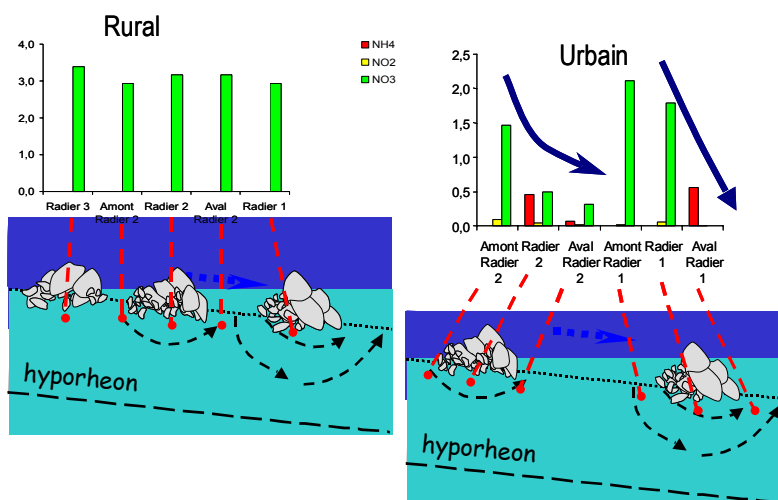 Rural
4,0
3,0
2,0
1,0
0,0
NH4
NO2
NO3
Radier 3 Amont Radier 2 Aval Radier 1
Radier 2 Radier 2
hyporheon
Urbain
2,5
2,0
1,5
1,0
0,5
0,0
Amont Radier Aval Amont Radier Aval
Radier 2 Radier Radier 1 Radier
2 2 1 1
hyporheon